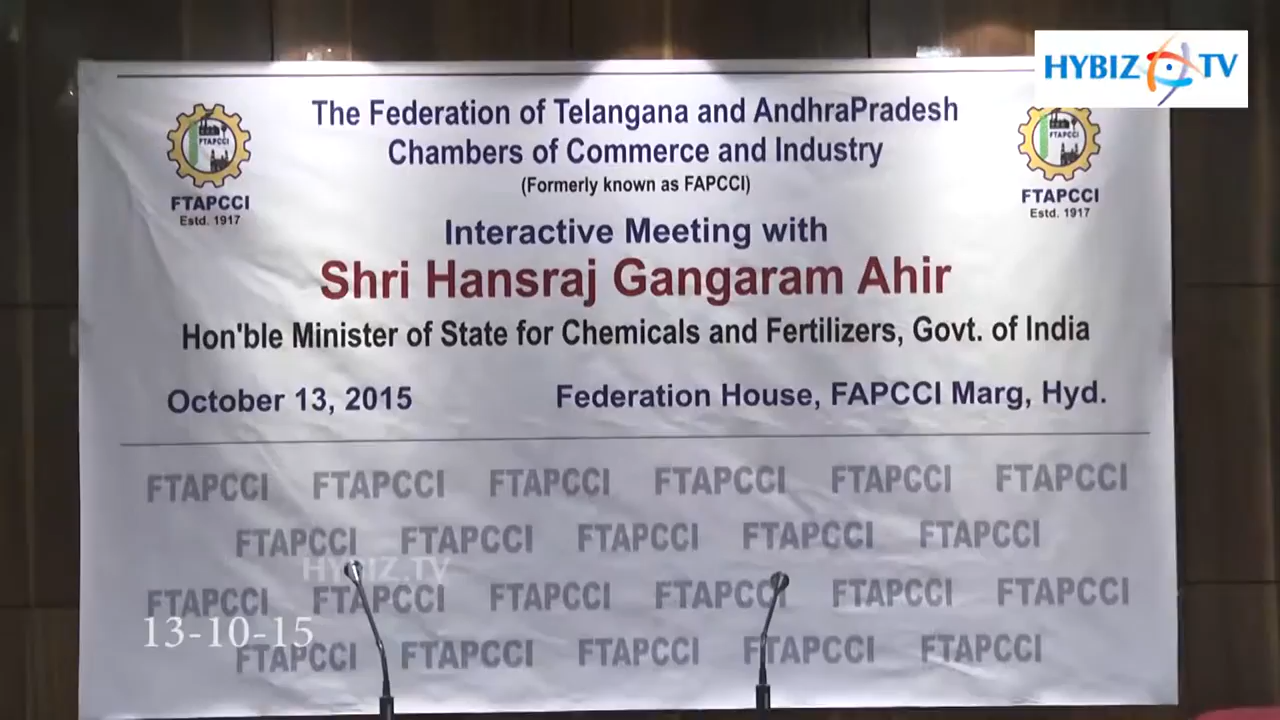 HYBIZ TV
The Federation of Telangana and AndhraPradesh
Chambers of Commerce and Industry
(Formerly known as FAPCCI)
FTAPCCI
FTAPCCI
Estd. 1917
FTAPCCI
FTAPCCI
Estd. 1917
Interactive Meeting with
Shri Hansraj Gangaram Ahir
Hon'ble Minister of State for Chemicals and Fertilizers, Govt. of India
October 13, 2015 Federation House, FAPCCI Marg, Hyd.
FTAPCCI FTAPCCI FTAPCCI FTAPCCI FTAPCCI FTAPCCI
FTAPCCI FTAPCCI FTAPCCI FTAPCCI FTAPCCI
HYBIZ.TV
FTAPCCI FTAPCCI FTAPCCI FTAPCCI FTAPCCI FTAPCCI
13-10-15
FTAPCCI FTAPCCI FTAPCCI FTAPCCI FTAPCCI